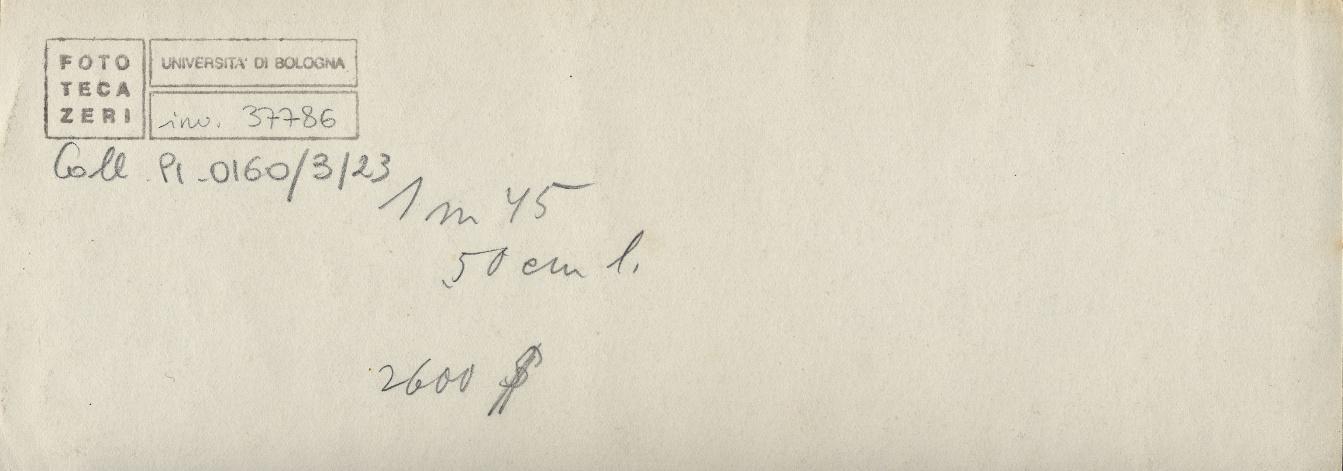 FOTO
TECA
ZERI
UNIVERSITA' DI BOLOGNA
inv. 37786
Coll PI_0160/3/23
1 m 45
50 cm l.
2600 $